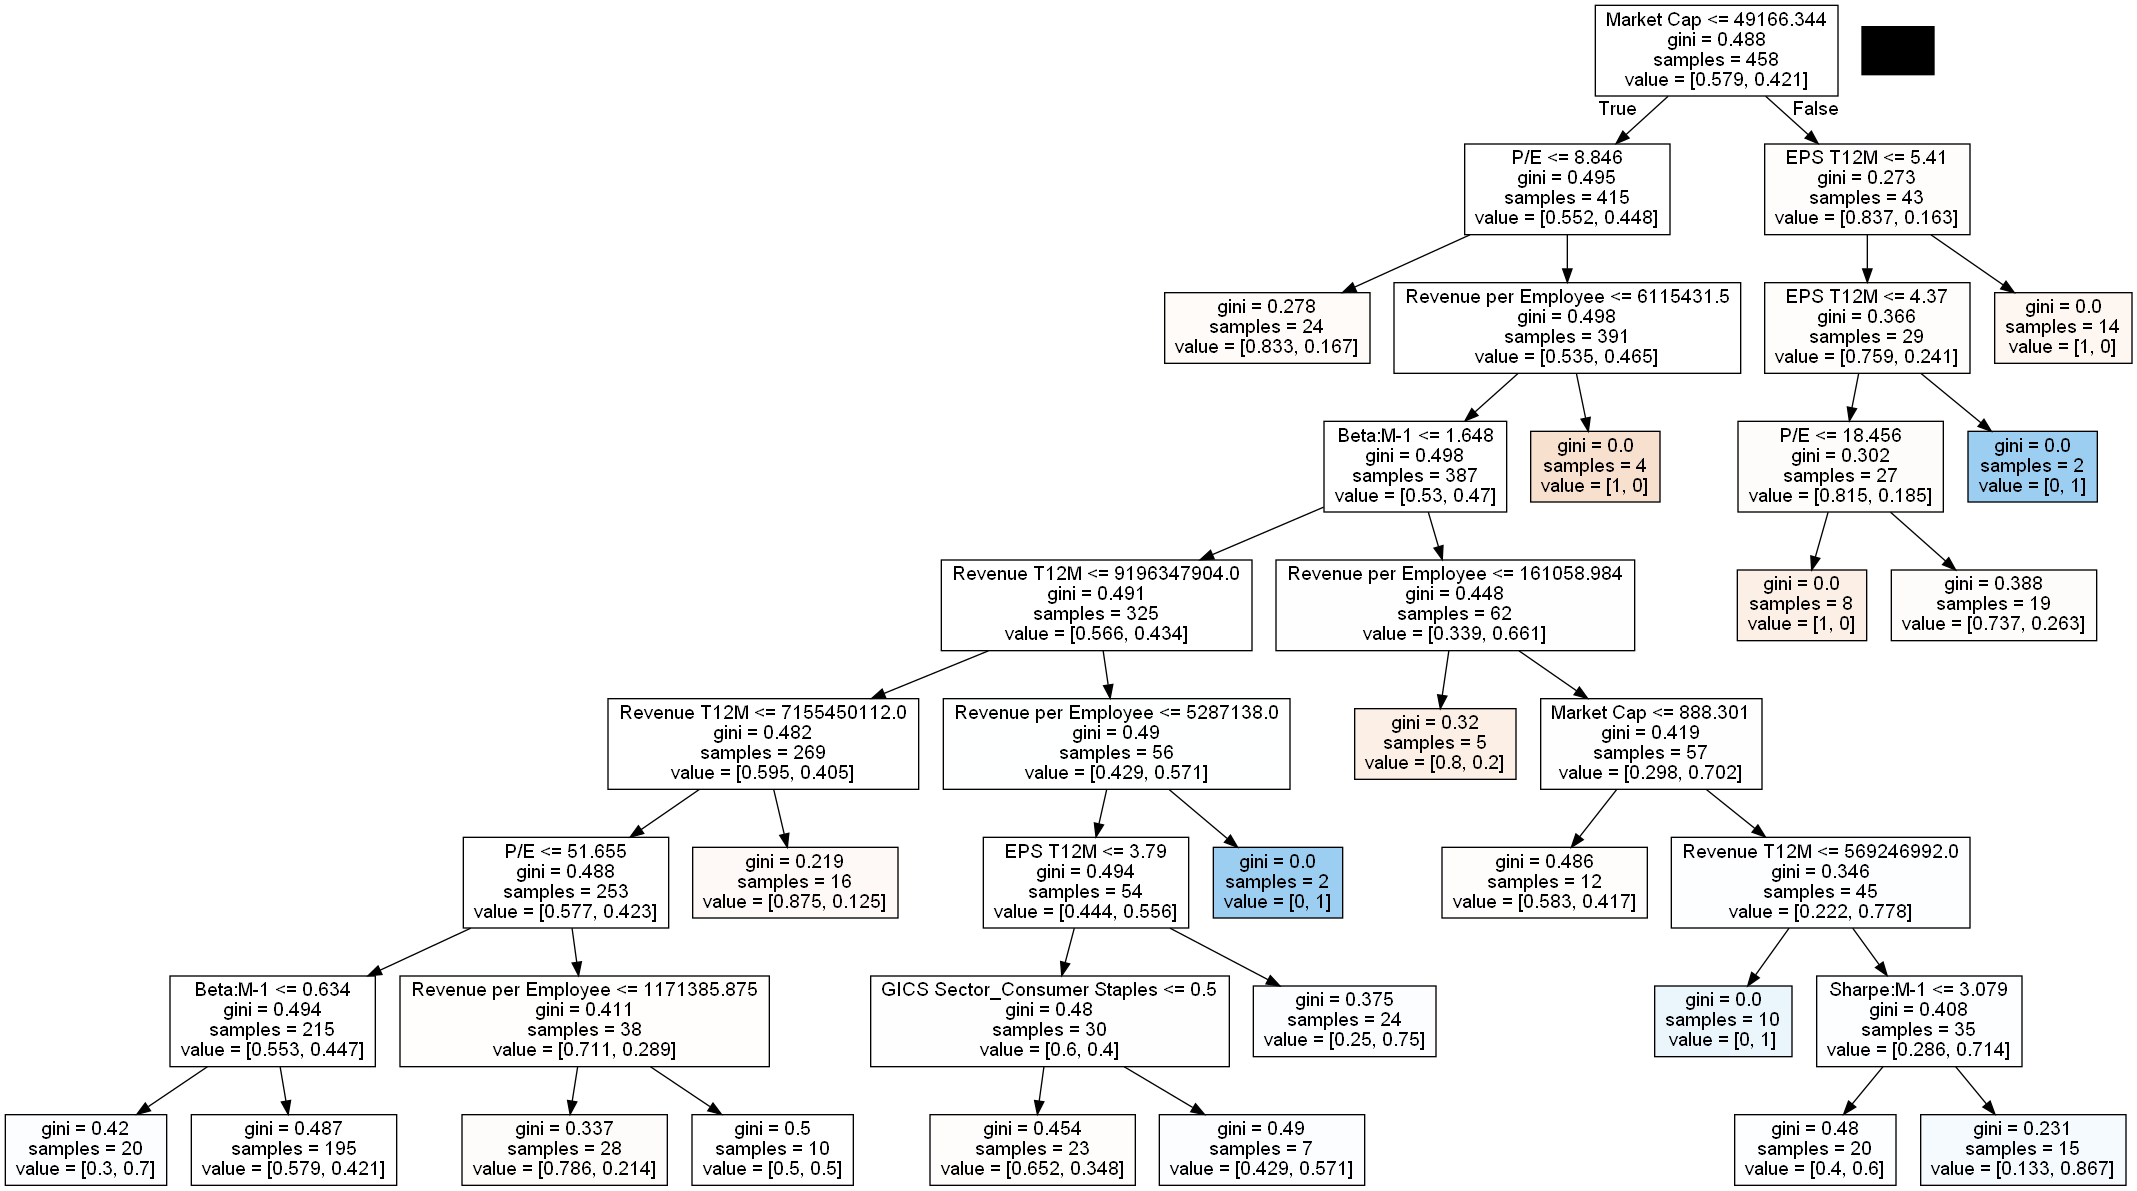 Market Cap <= 49166.344
gini = 0.488
samples = 458
value = [0.579, 0.421]
True
False
P/E <= 8.846
gini = 0.495
samples = 415
value = [0.552, 0.448]
EPS T12M <= 5.41
gini = 0.273
samples = 43
value = [0.837, 0.163]
gini = 0.278
samples = 24
value = [0.833, 0.167]
Revenue per Employee <= 6115431.5
gini = 0.498
samples = 391
value = [0.535, 0.465]
EPS T12M <= 4.37
gini = 0.366
samples = 29
value = [0.759, 0.241]
gini = 0.0
samples = 14
value = [1, 0]
Beta:M-1 <= 1.648
gini = 0.498
samples = 387
value = [0.53, 0.47]
gini = 0.0
samples = 4
value = [1, 0]
P/E <= 18.456
gini = 0.302
samples = 27
value = [0.815, 0.185]
gini = 0.0
samples = 2
value = [0, 1]
Revenue T12M <= 9196347904.0
gini = 0.491
samples = 325
value = [0.566, 0.434]
Revenue per Employee <= 161058.984
gini = 0.448
samples = 62
value = [0.339, 0.661]
gini = 0.0
samples = 8
value = [1, 0]
gini = 0.388
samples = 19
value = [0.737, 0.263]
Revenue T12M <= 7155450112.0
gini = 0.482
samples = 269
value = [0.595, 0.405]
Revenue per Employee <= 5287138.0
gini = 0.49
samples = 56
value = [0.429, 0.571]
gini = 0.32
samples = 5
value = [0.8, 0.2]
Market Cap <= 888.301
gini = 0.419
samples = 57
value = [0.298, 0.702]
P/E <= 51.655
gini = 0.488
samples = 253
value = [0.577, 0.423]
gini = 0.219
samples = 16
value = [0.875, 0.125]
EPS T12M <= 3.79
gini = 0.494
samples = 54
value = [0.444, 0.556]
gini = 0.0
samples = 2
value = [0, 1]
gini = 0.486
samples = 12
value = [0.583, 0.417]
Revenue T12M <= 569246992.0
gini = 0.346
samples = 45
value = [0.222, 0.778]
Beta:M-1 <= 0.634
gini = 0.494
samples = 215
value = [0.553, 0.447]
Revenue per Employee <= 1171385.875
gini = 0.411
samples = 38
value = [0.711, 0.289]
GICS Sector_Consumer Staples <= 0.5
gini = 0.48
samples = 30
value = [0.6, 0.4]
gini = 0.375
samples = 24
value = [0.25, 0.75]
gini = 0.0
samples = 10
value = [0, 1]
Sharpe:M-1 <= 3.079
gini = 0.408
samples = 35
value = [0.286, 0.714]
gini = 0.42
samples = 20
value = [0.3, 0.7]
gini = 0.487
samples = 195
value = [0.579, 0.421]
gini = 0.337
samples = 28
value = [0.786, 0.214]
gini = 0.5
samples = 10
value = [0.5, 0.5]
gini = 0.454
samples = 23
value = [0.652, 0.348]
gini = 0.49
samples = 7
value = [0.429, 0.571]
gini = 0.48
samples = 20
value = [0.4, 0.6]
gini = 0.231
samples = 15
value = [0.133, 0.867]